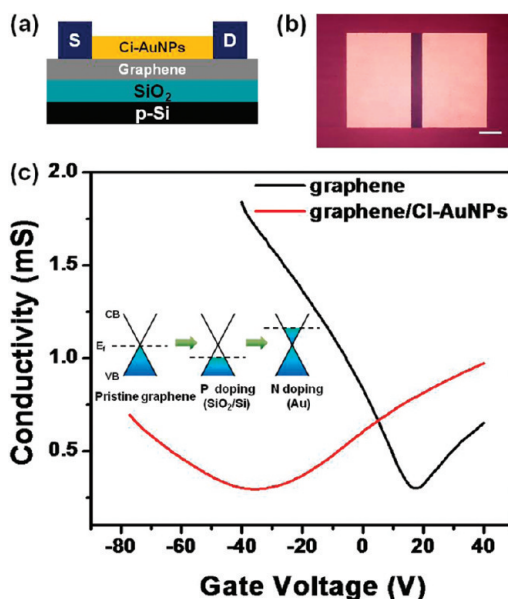 (a)
S
Ci-AuNPs
D
Graphene
SiO₂
p-Si
(b)
(c)
graphene
graphene/CI-AuNPs
Conductivity (mS)
2.0
1.5
1.0
0.5
CB
Ef
VB
Pristine graphene
P doping
(SiO₂/Si)
N doping
(Au)
-80 -60 -40 -20 0 20 40
Gate Voltage (V)